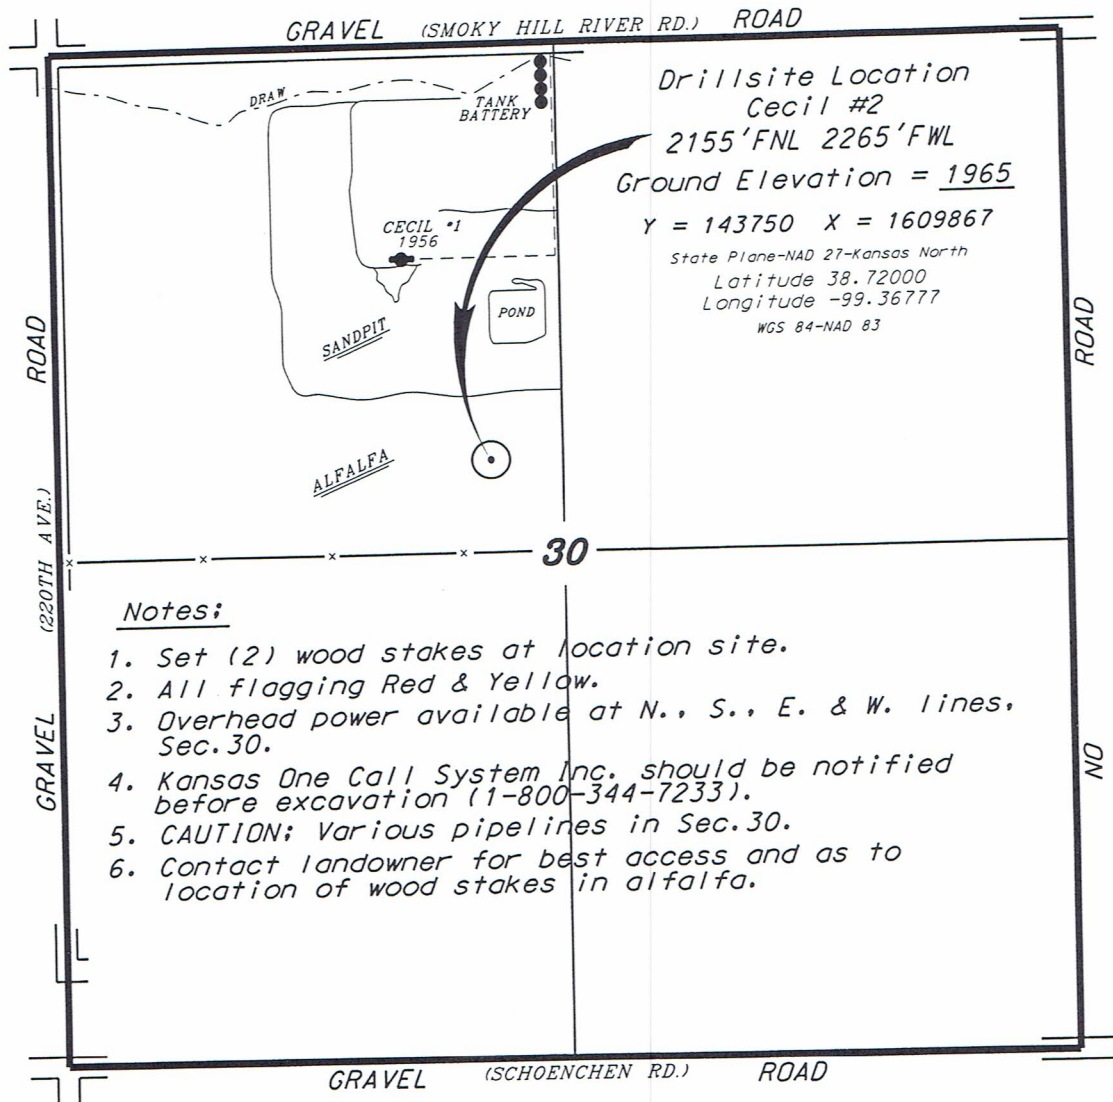 GRAVEL (SMOKY HILL RIVER RD.) ROAD
DRAW
TANK
BATTERY
Drillsite Location
Cecil #2
2155'FNL 2265'FWL
Ground Elevation = 1965
Y = 143750 X = 1609867
State Plane-NAD 27-Kansas North
Latitude 38.72000
Longitude -99.36777
WGS 84-NAD 83
CECIL #1
1956
POND
SANDPIT
ALFALFA
ROAD
(220TH AVE.)
GRAVEL
ROAD
NO
30
Notes:
1. Set (2) wood stakes at location site.
2. All flagging Red & Yellow.
3. Overhead power available at N., S., E. & W. lines,
Sec.30.
4. Kansas One Call System Inc. should be notified
before excavation (1-800-344-7233).
5. CAUTION: Various pipelines in Sec.30.
6. Contact landowner for best access and as to
location of wood stakes in alfalfa.
GRAVEL (SCHOENCHEN RD.) ROAD